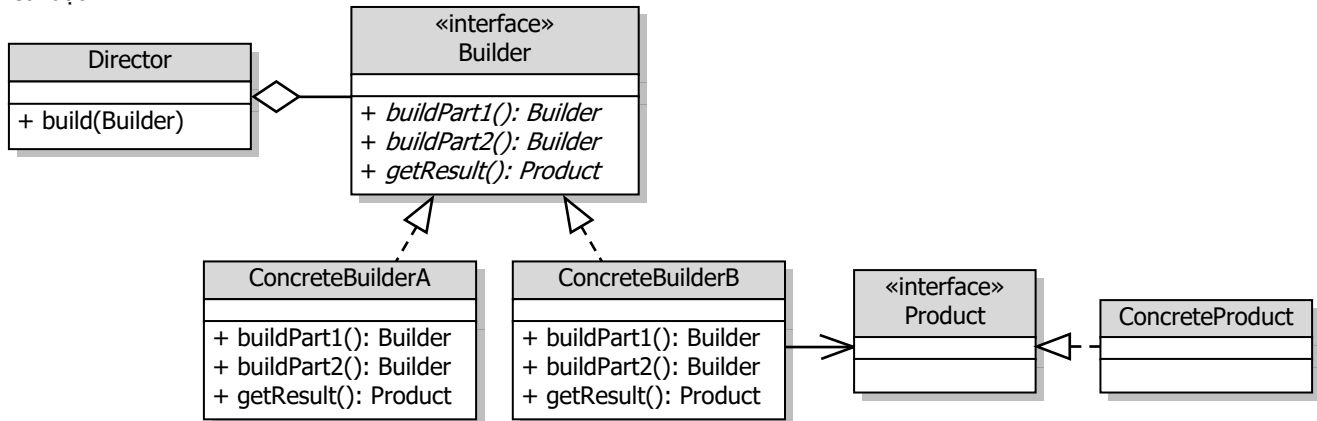 Director
+ build(Builder)
«interface»
Builder
+ buildPart1(): Builder
+ buildPart2(): Builder
+ getResult(): Product
ConcreteBuilderA
+ buildPart1(): Builder
+ buildPart2(): Builder
+ getResult(): Product
ConcreteBuilderB
+ buildPart1(): Builder
+ buildPart2(): Builder
+ getResult(): Product
«interface»
Product
ConcreteProduct